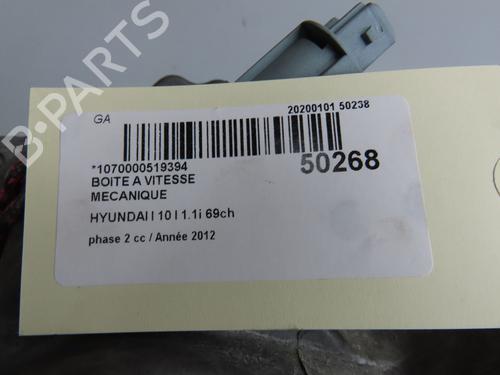 GA
20200101 50238
*1070000519394
50268
BOITE A VITESSE
MECANIQUE
HYUNDAI I 10 I 1.1i 69ch
phase 2 cc / Année 2012
B-PARTS